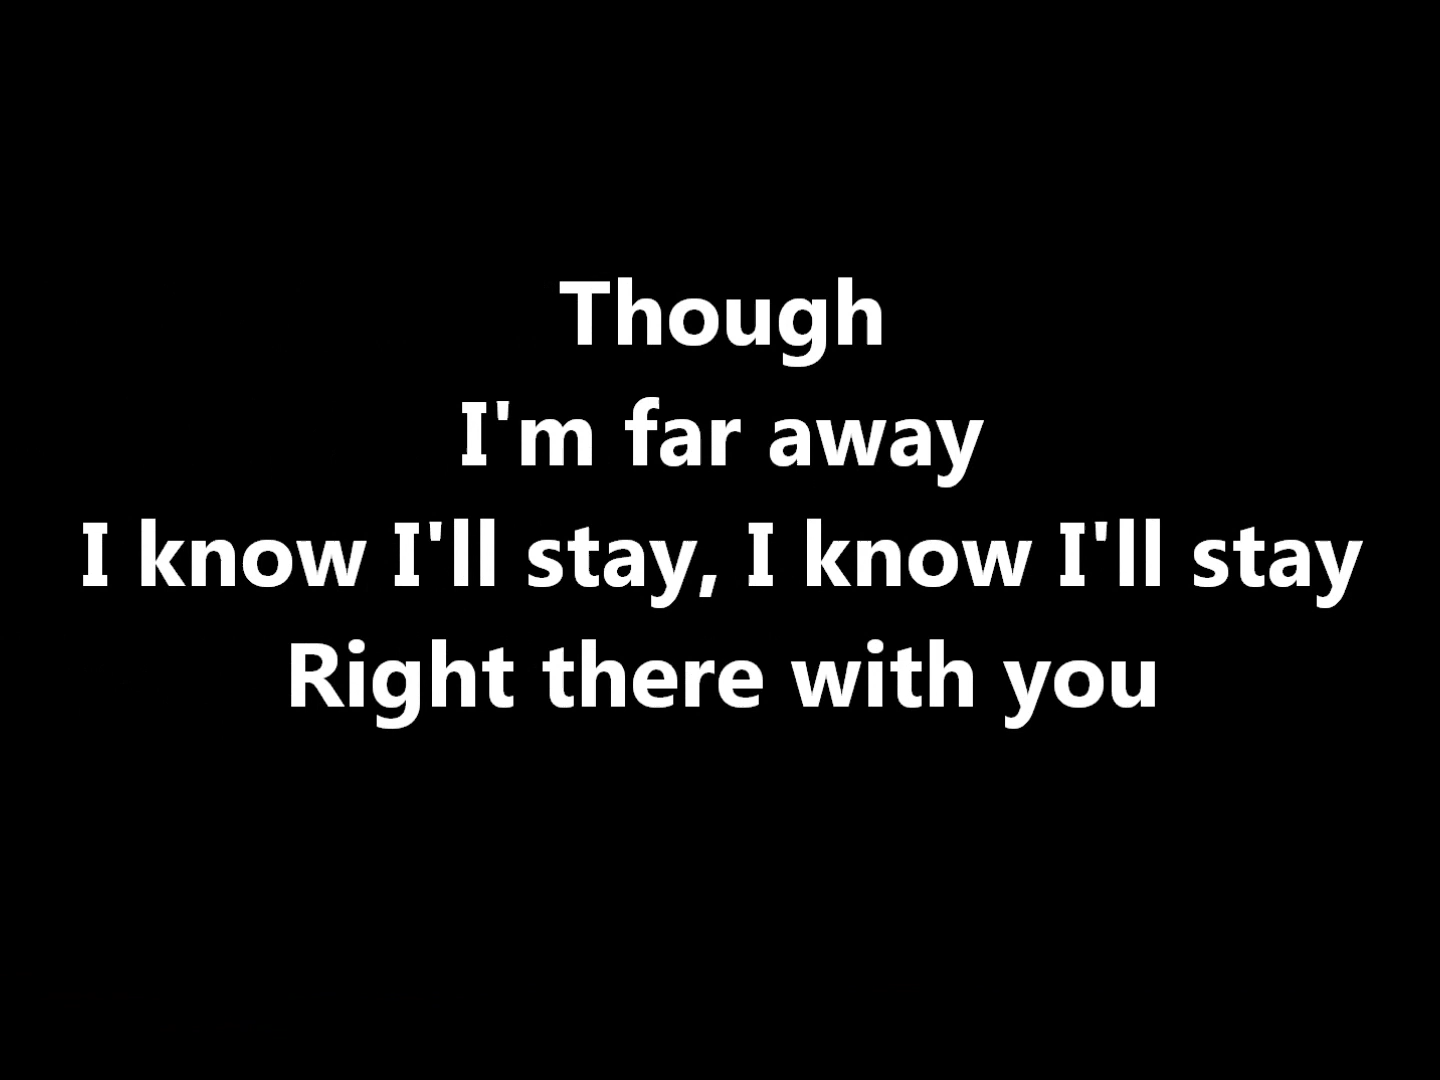 Though
I'm far away
I know I'll stay, I know I'll stay
Right there with you